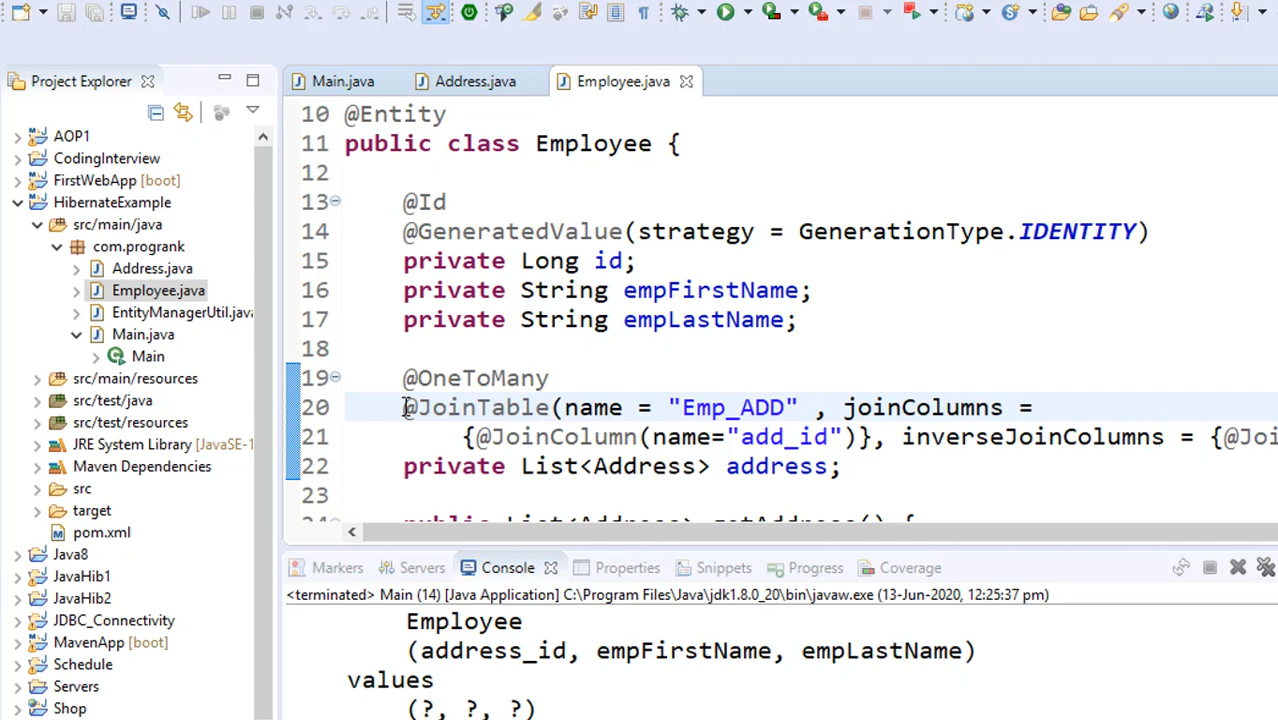 Project Explorer
AOP1
CodingInterview
FirstWebApp [boot]
HibernateExample
src/main/java
com.progrank
Address.java
Employee.java
EntityManagerUtil.java
Main.java
Main
src/main/resources
src/test/java
src/test/resources
JRE System Library [JavaSE-1
Maven Dependencies
src
target
pom.xml
Java8
JavaHib1
JavaHib2
JDBC_Connectivity
MavenApp [boot]
Schedule
Servers
Shop
Main.java Address.java Employee.java
10 @Entity
11 public class Employee {
12
13 @Id
14 @GeneratedValue(strategy = GenerationType.IDENTITY)
15 private Long id;
16 private String empFirstName;
17 private String empLastName;
18
19 @OneToMany
20 @JoinTable(name = "Emp_ADD" , joinColumns =
21 {@JoinColumn(name="add_id")}, inverseJoinColumns = {@Joi
22 private List<Address> address;
23
public List<Address> getAddress() {
Markers Servers Console Properties Snippets Progress Coverage
<terminated> Main (14) [Java Application] C:\Program Files\Java\jdk1.8.0_20\bin\javaw.exe (13-Jun-2020, 12:25:37 pm)
Employee
(address_id, empFirstName, empLastName)
values
(?, ?, ?)